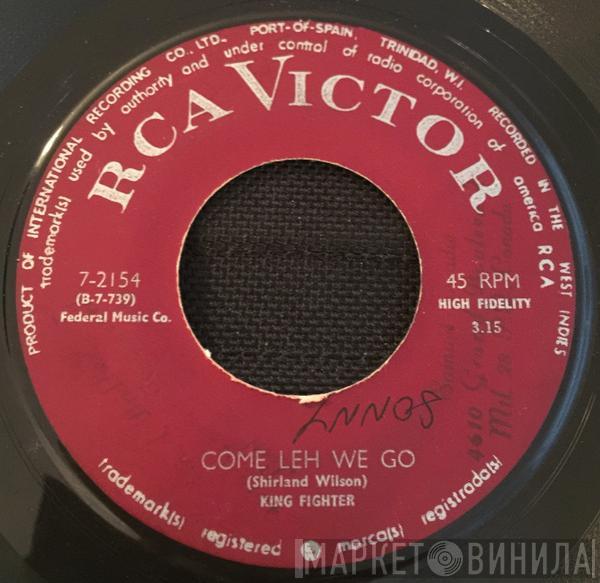 PRODUCT OF INTERNATIONAL RECORDING CO., LTD., PORT-OF-SPAIN, TRINIDAD, W.I. RECORDED IN THE WEST INDIES
trademark(s) used by authority and under control of radio corporation of america RCA
RCA VICTOR
7-2154
(B-7-739)
Federal Music Co.
45 RPM
HIGH FIDELITY
3.15
COME LEH WE GO
(Shirland Wilson)
KING FIGHTER
4610
trademark(s) registered marca(s) registrado(s)
МАРКЕТ ВИНИЛА